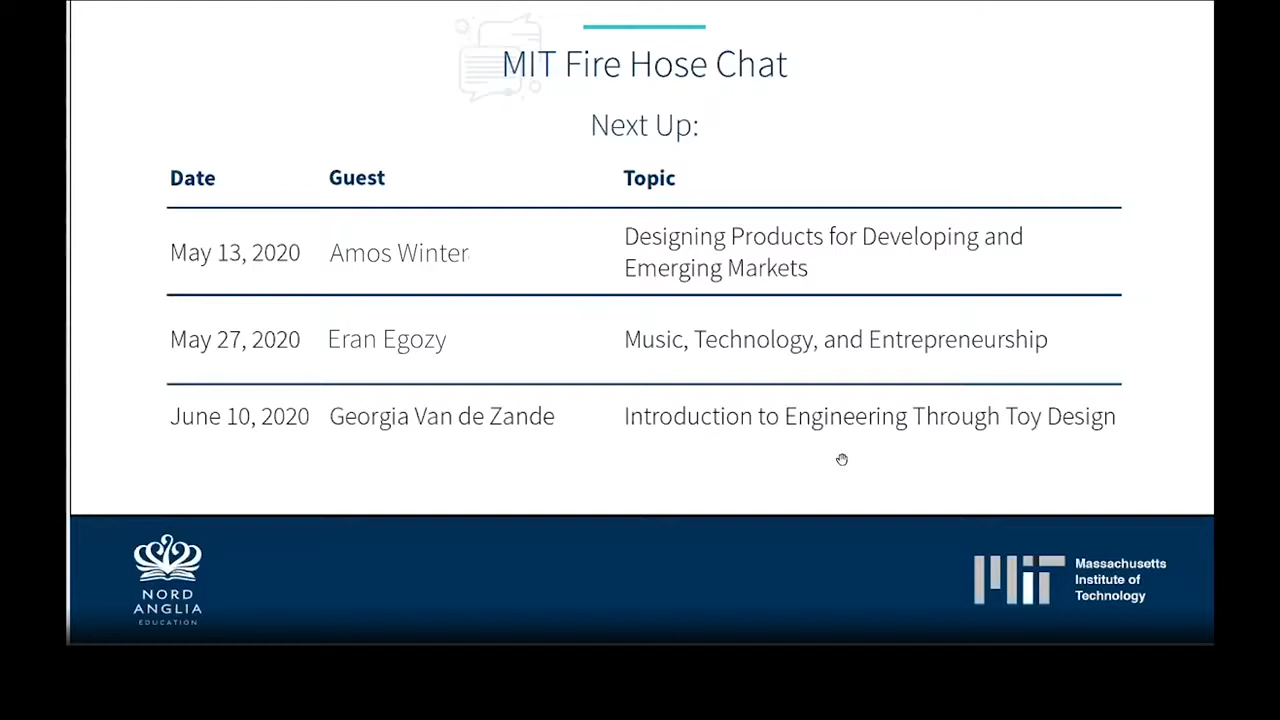 MIT Fire Hose Chat
Next Up:
Date Guest Topic
May 13, 2020 Amos Winter Designing Products for Developing and
Emerging Markets
May 27, 2020 Eran Egozy Music, Technology, and Entrepreneurship
June 10, 2020 Georgia Van de Zande Introduction to Engineering Through Toy Design
NORD
ANGLIA
EDUCATION
MIT
Massachusetts
Institute of
Technology